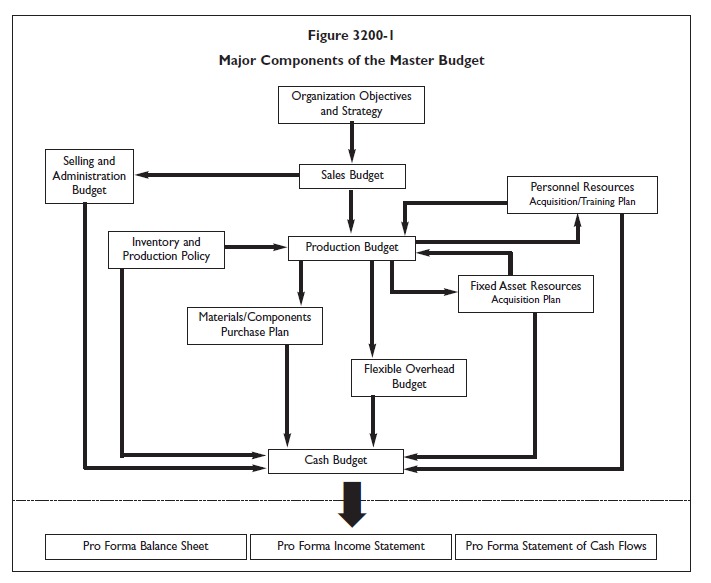 Figure 3200-1
Major Components of the Master Budget
Organization Objectives
and Strategy
Selling and
Administration
Budget
Sales Budget
Personnel Resources
Acquisition/Training Plan
Inventory and
Production Policy
Production Budget
Fixed Asset Resources
Acquisition Plan
Materials/Components
Purchase Plan
Flexible Overhead
Budget
Cash Budget
Pro Forma Balance Sheet
Pro Forma Income Statement
Pro Forma Statement of Cash Flows